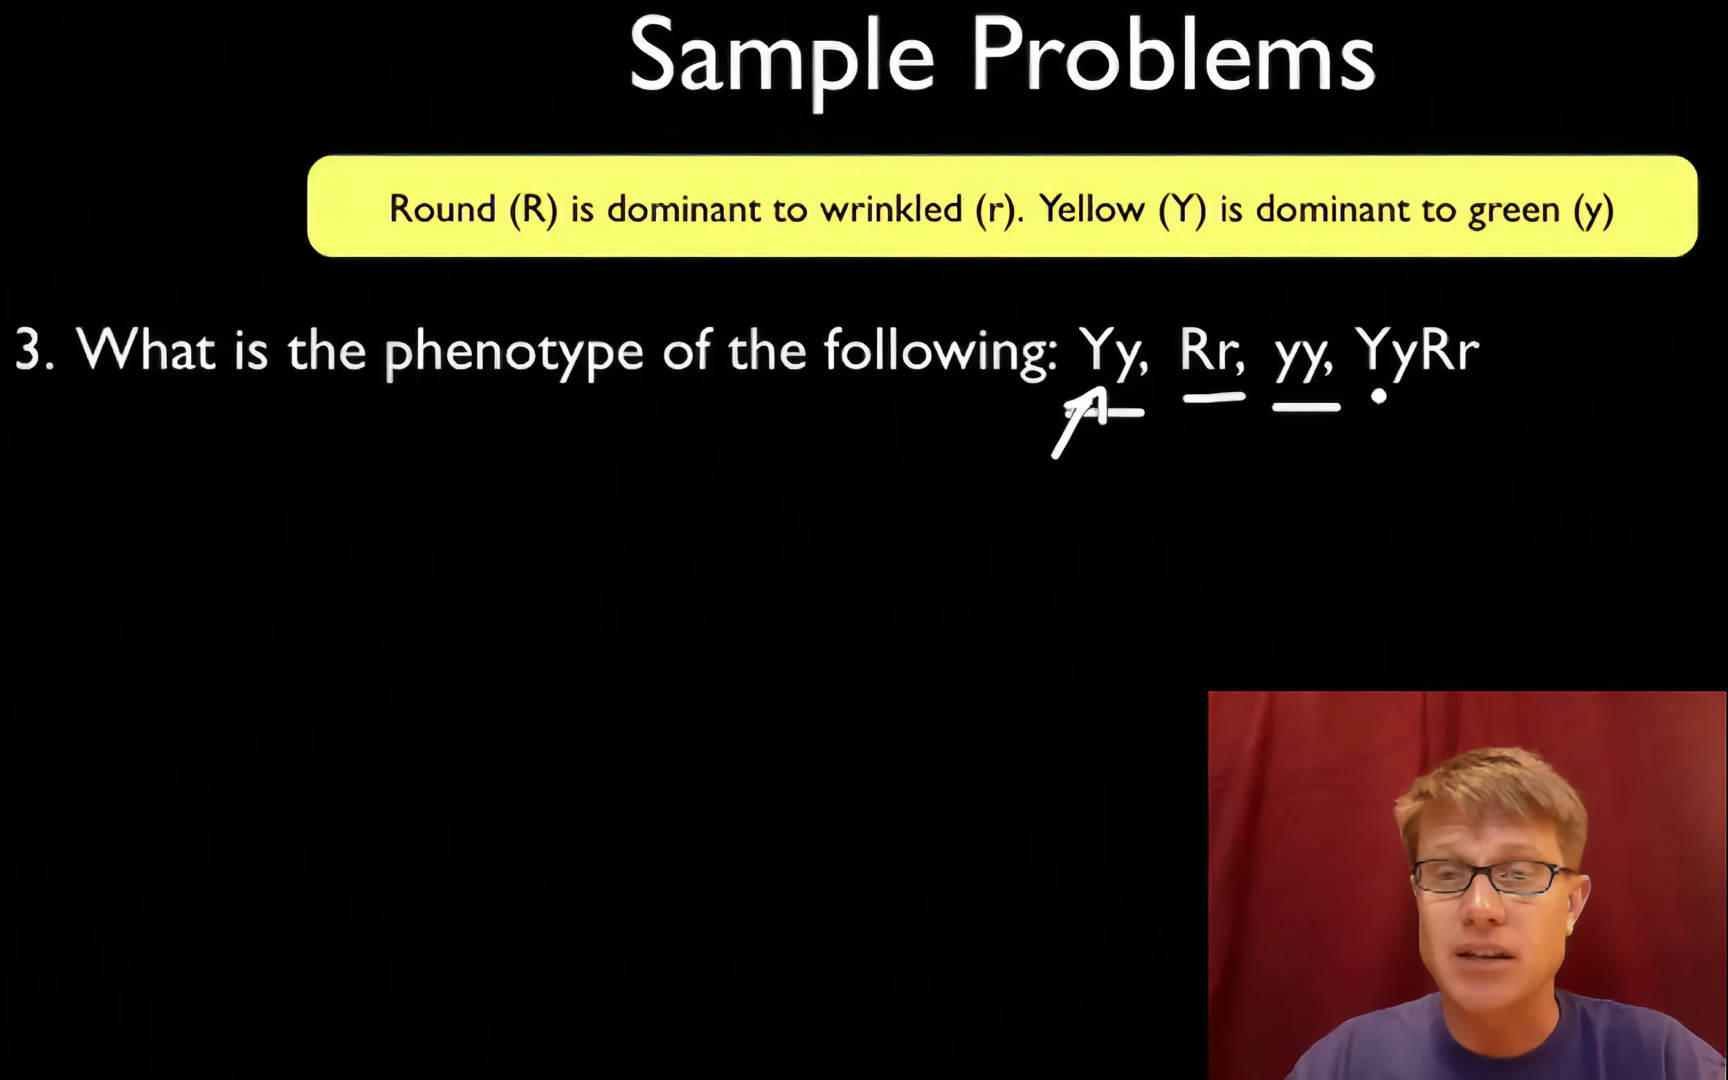 Sample Problems
Round (R) is dominant to wrinkled (r). Yellow (Y) is dominant to green (y)
3. What is the phenotype of the following: Yy, Rr, yy, YyRr